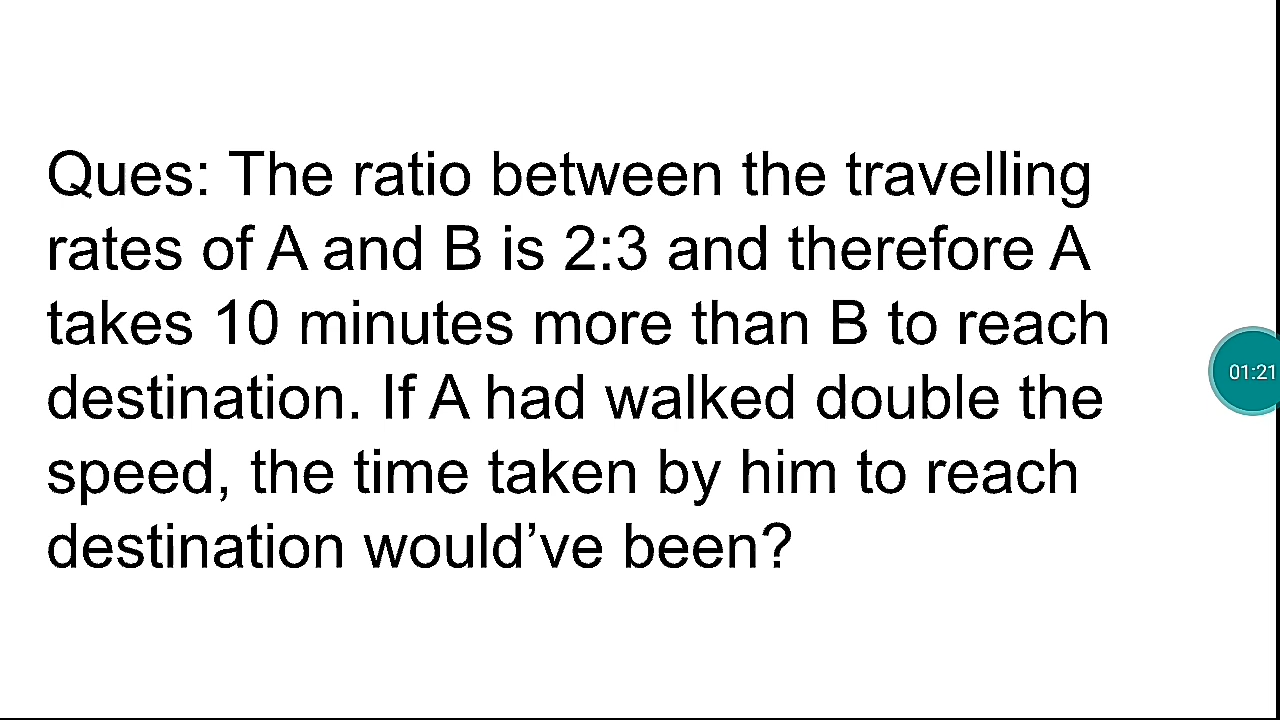 Ques: The ratio between the travelling
rates of A and B is 2:3 and therefore A
takes 10 minutes more than B to reach
destination. If A had walked double the
speed, the time taken by him to reach
destination would’ve been?
01:21